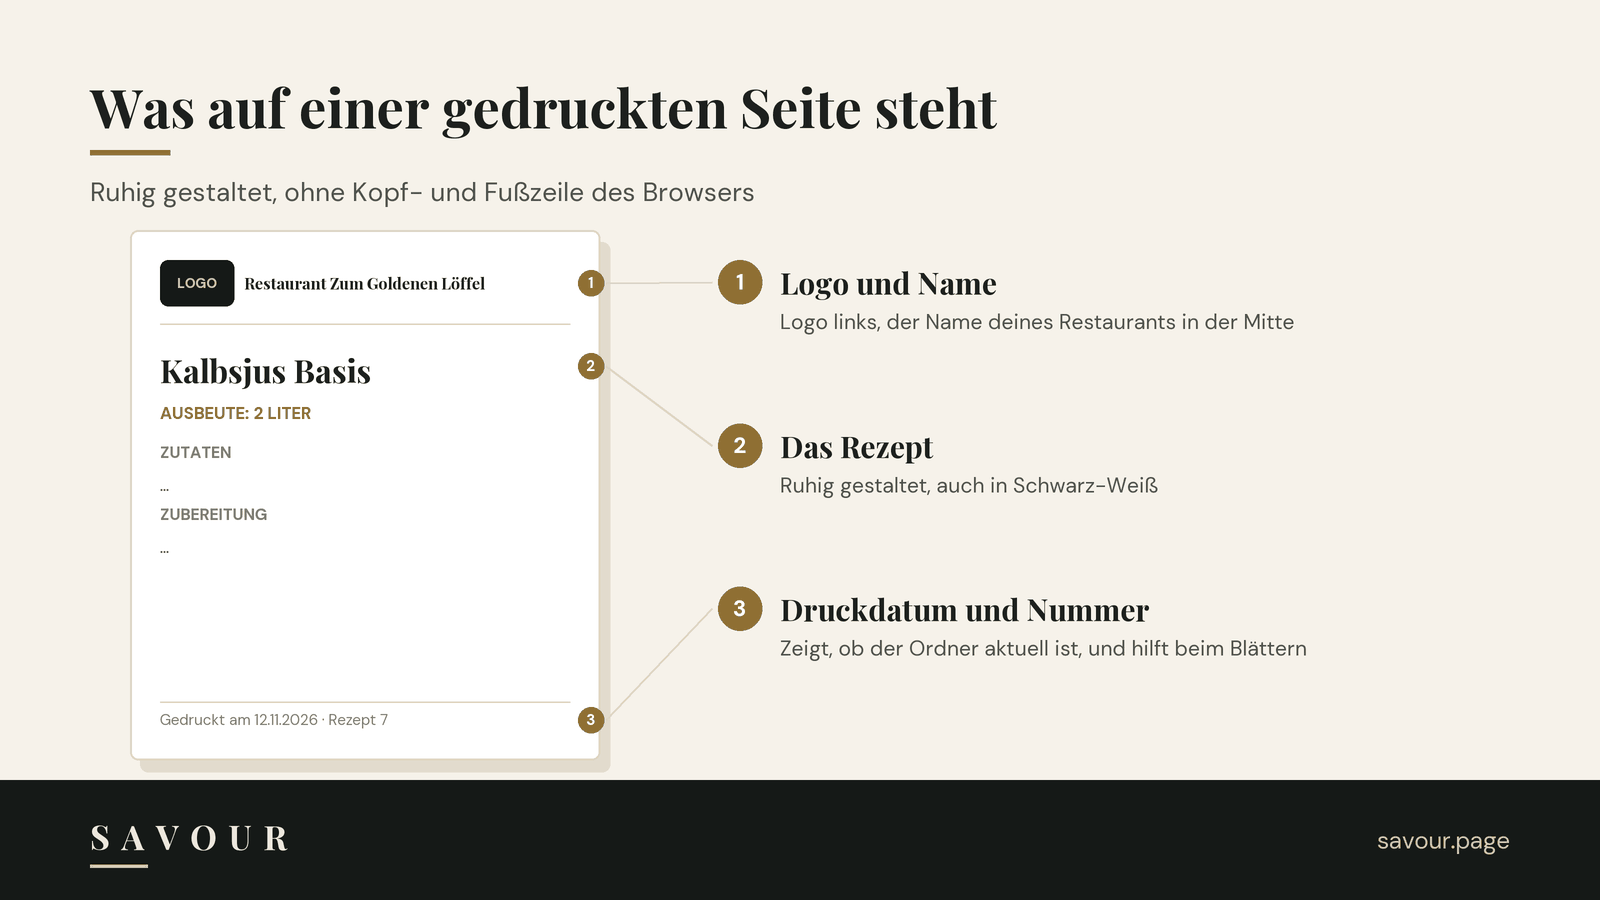 Was auf einer gedruckten Seite steht
Ruhig gestaltet, ohne Kopf- und Fußzeile des Browsers
LOGO
Restaurant Zum Goldenen Löffel
1
Kalbsjus Basis
2
AUSBEUTE: 2 LITER
ZUTATEN
...
ZUBEREITUNG
...
Gedruckt am 12.11.2026 · Rezept 7
3
1
Logo und Name
Logo links, der Name deines Restaurants in der Mitte
2
Das Rezept
Ruhig gestaltet, auch in Schwarz-Weiß
3
Druckdatum und Nummer
Zeigt, ob der Ordner aktuell ist, und hilft beim Blättern
SAVOUR
savour.page